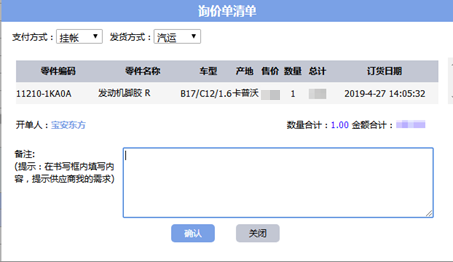 询价单清单
支付方式： 挂帐 发货方式： 汽运
零件编码 零件名称 车型 产地 售价 数量 总计 订货日期
11210-1KA0A 发动机脚胶 R B17/C12/1.6 卡普沃 1 2019-4-27 14:05:32
开单人：宝安东方 数量合计：1.00 金额合计：
备注:
(提示：在书写框内填写内
容，提示供应商我的需求)
确认 关闭